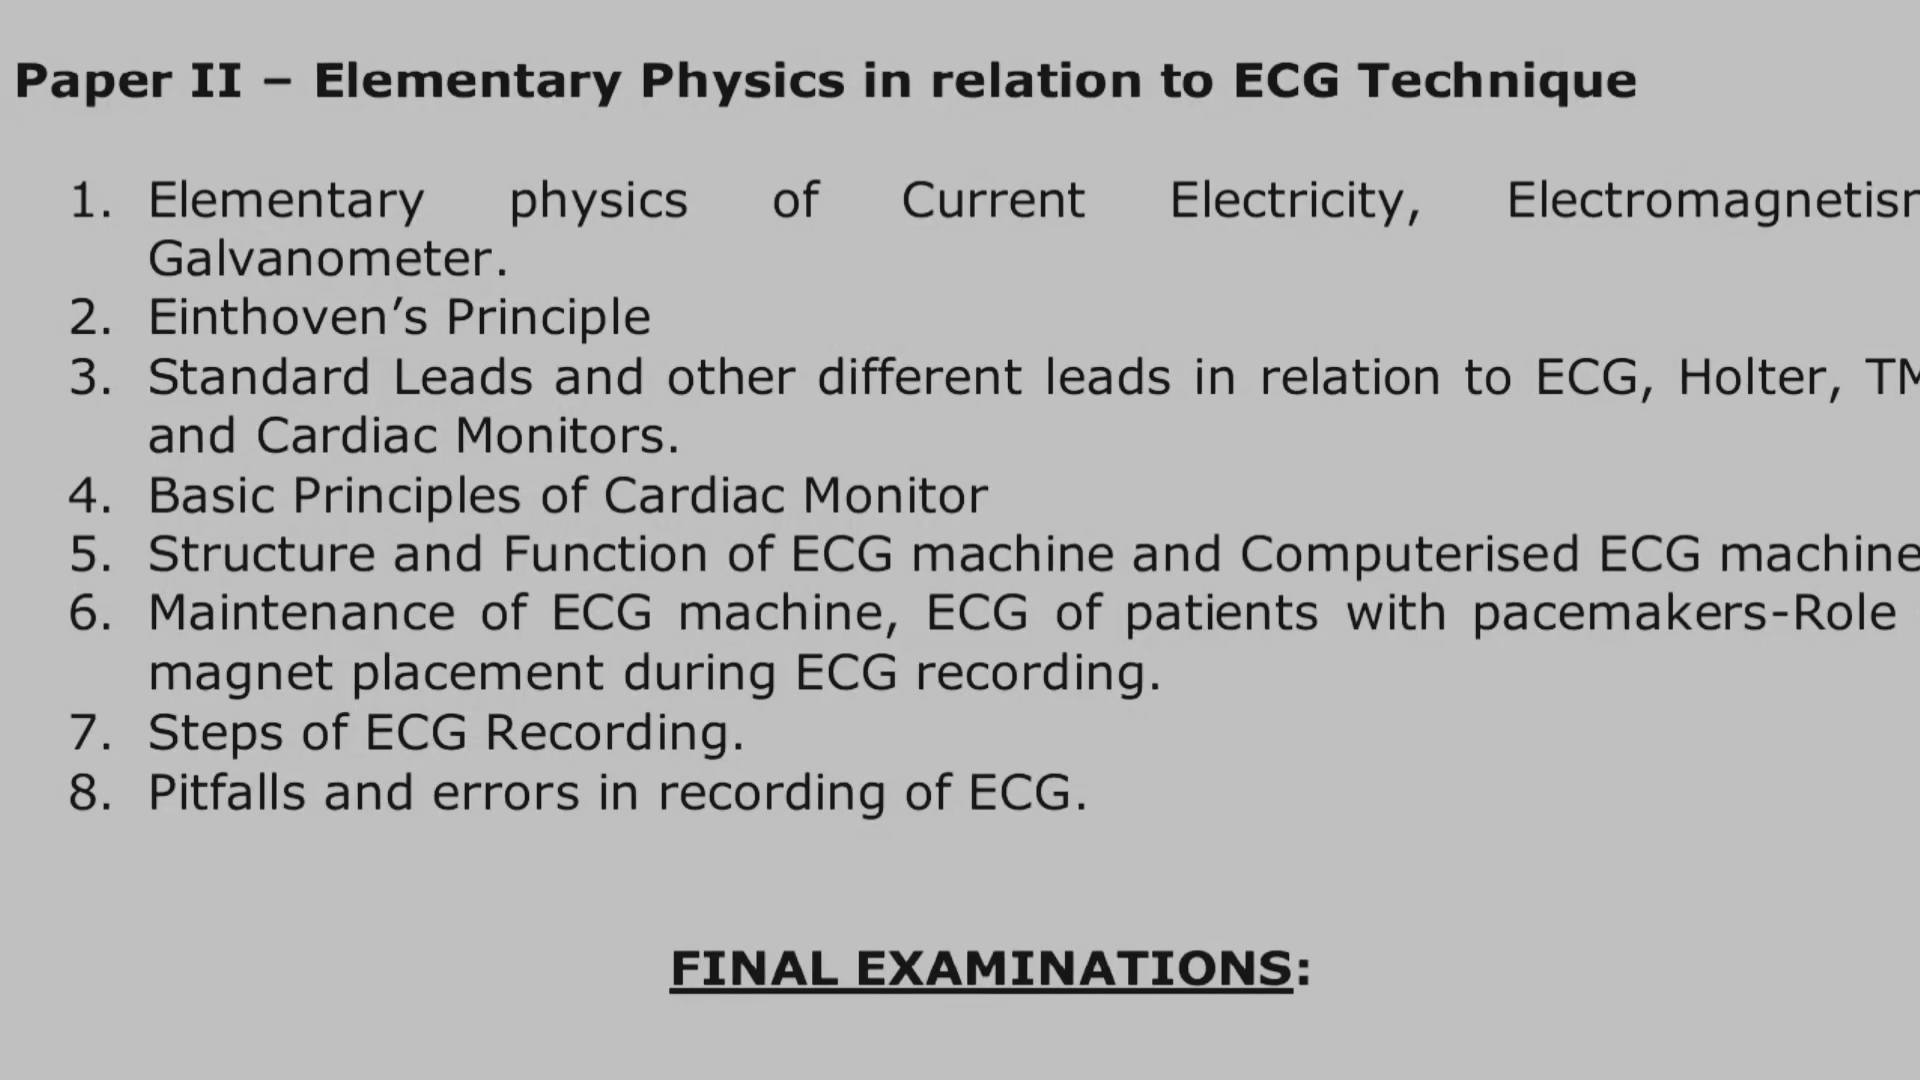 Paper II – Elementary Physics in relation to ECG Technique
1. Elementary physics of Current Electricity,
Galvanometer.
2. Einthoven’s Principle
3. Standard Leads and other different leads in relation to ECG, Holter,
and Cardiac Monitors.
4. Basic Principles of Cardiac Monitor
5. Structure and Function of ECG machine and Computerised ECG machine
6. Maintenance of ECG machine, ECG of patients with pacemakers-Role
magnet placement during ECG recording.
7. Steps of ECG Recording.
8. Pitfalls and errors in recording of ECG.
FINAL EXAMINATIONS: